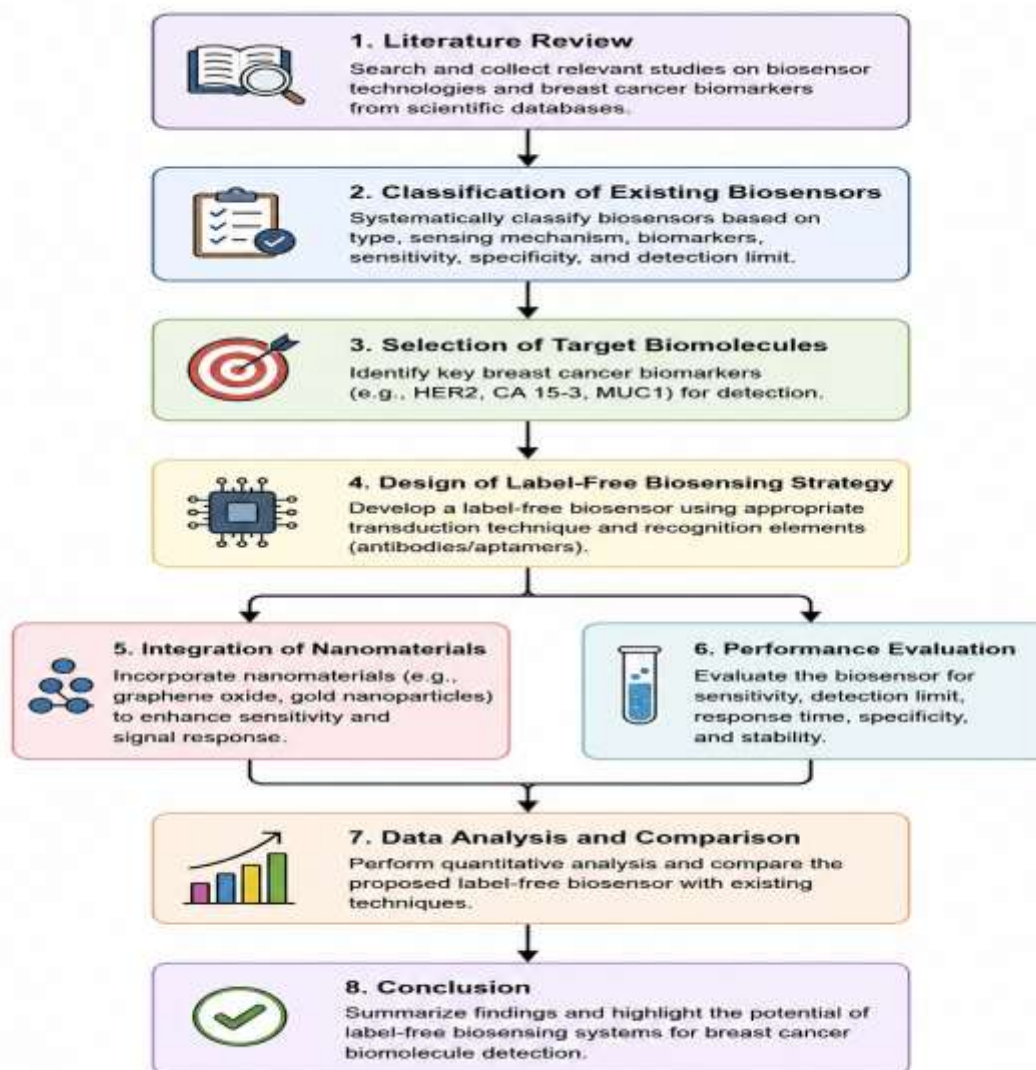 1. Literature Review
Search and collect relevant studies on biosensor
technologies and breast cancer biomarkers
from scientific databases.
2. Classification of Existing Biosensors
Systematically classify biosensors based on
type, sensing mechanism, biomarkers,
sensitivity, specificity, and detection limit.
3. Selection of Target Biomolecules
Identify key breast cancer biomarkers
(e.g., HER2, CA 15-3, MUC1) for detection.
4. Design of Label-Free Biosensing Strategy
Develop a label-free biosensor using appropriate
transduction technique and recognition elements
(antibodies/aptamers).
5. Integration of Nanomaterials
Incorporate nanomaterials (e.g.,
graphene oxide, gold nanoparticles)
to enhance sensitivity and
signal response.
6. Performance Evaluation
Evaluate the biosensor for
sensitivity, detection limit,
response time, specificity,
and stability.
7. Data Analysis and Comparison
Perform quantitative analysis and compare the
proposed label-free biosensor with existing
techniques.
8. Conclusion
Summarize findings and highlight the potential of
label-free biosensing systems for breast cancer
biomolecule detection.